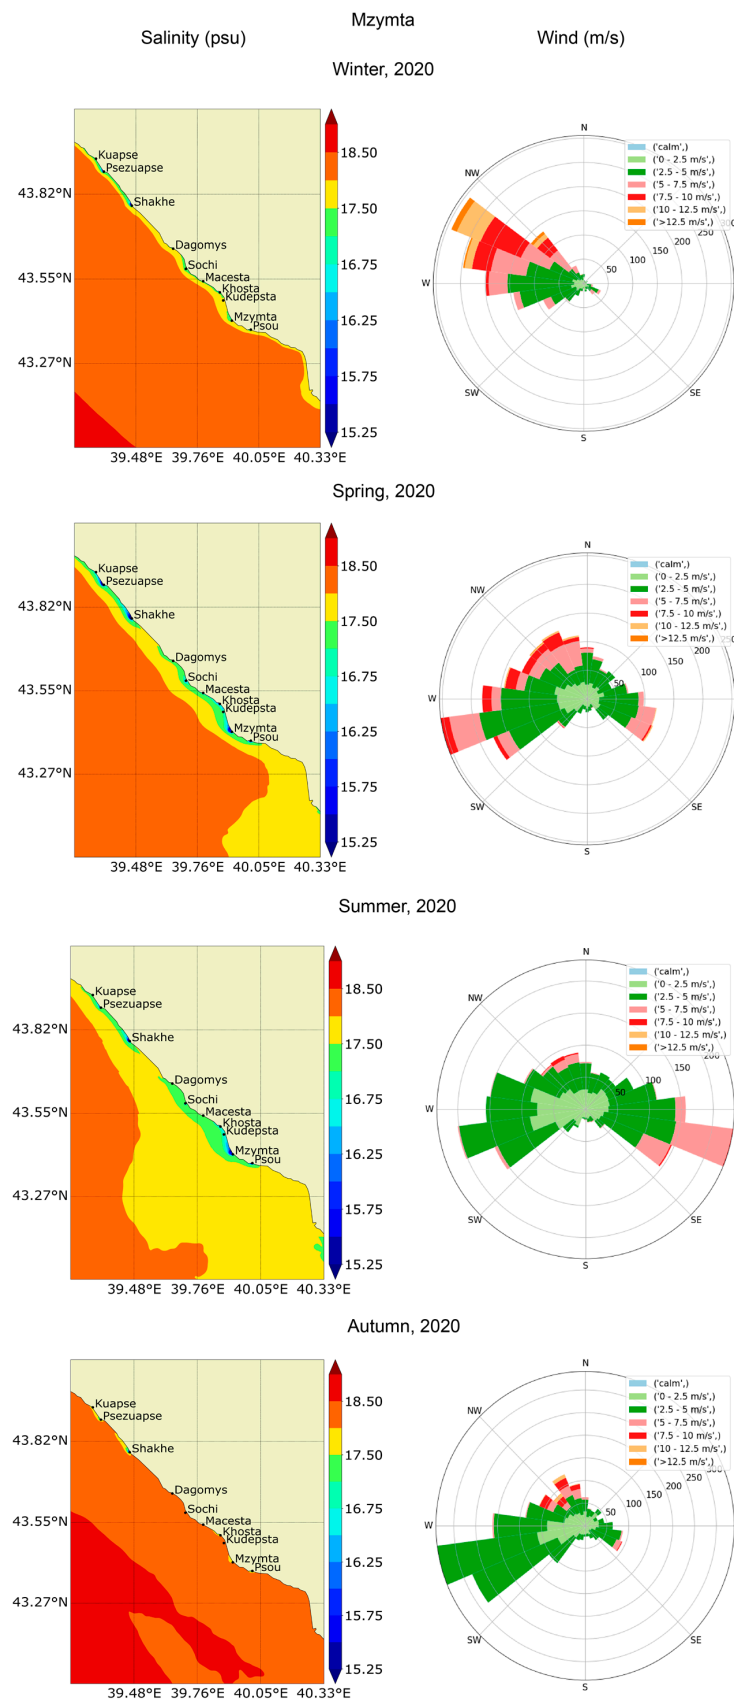 Mzymta
Salinity (psu)
Wind (m/s)
Winter, 2020
Kuapse
Psezuapse
Shakhe
Dagomys
Sochi
Macesta
Khosta
Kudepsta
Mzymta
Psou
43.82°N
43.55°N
43.27°N
39.48°E 39.76°E 40.05°E 40.33°E
18.50
17.50
16.75
16.25
15.75
15.25
N
NW
W
SW
S
SE
50
100
150
200
250
('calm',)
('0 - 2.5 m/s',)
('2.5 - 5 m/s',)
('5 - 7.5 m/s',)
('7.5 - 10 m/s',)
('10 - 12.5 m/s',)
('>12.5 m/s',)
Spring, 2020
Kuapse
Psezuapse
Shakhe
Dagomys
Sochi
Macesta
Khosta
Kudepsta
Mzymta
Psou
43.82°N
43.55°N
43.27°N
39.48°E 39.76°E 40.05°E 40.33°E
18.50
17.50
16.75
16.25
15.75
15.25
N
NW
W
SW
S
SE
50
100
150
200
('calm',)
('0 - 2.5 m/s',)
('2.5 - 5 m/s',)
('5 - 7.5 m/s',)
('7.5 - 10 m/s',)
('10 - 12.5 m/s',)
('>12.5 m/s',)
Summer, 2020
Kuapse
Psezuapse
Shakhe
Dagomys
Sochi
Macesta
Khosta
Kudepsta
Mzymta
Psou
43.82°N
43.55°N
43.27°N
39.48°E 39.76°E 40.05°E 40.33°E
18.50
17.50
16.75
16.25
15.75
15.25
N
NW
W
SW
S
SE
50
100
150
200
('calm',)
('0 - 2.5 m/s',)
('2.5 - 5 m/s',)
('5 - 7.5 m/s',)
('7.5 - 10 m/s',)
('10 - 12.5 m/s',)
('>12.5 m/s',)
Autumn, 2020
Kuapse
Psezuapse
Shakhe
Dagomys
Sochi
Macesta
Khosta
Kudepsta
Mzymta
Psou
43.82°N
43.55°N
43.27°N
39.48°E 39.76°E 40.05°E 40.33°E
18.50
17.50
16.75
16.25
15.75
15.25
N
NW
W
SW
S
SE
50
100
150
200
('calm',)
('0 - 2.5 m/s',)
('2.5 - 5 m/s',)
('5 - 7.5 m/s',)
('7.5 - 10 m/s',)
('10 - 12.5 m/s',)
('>12.5 m/s',)